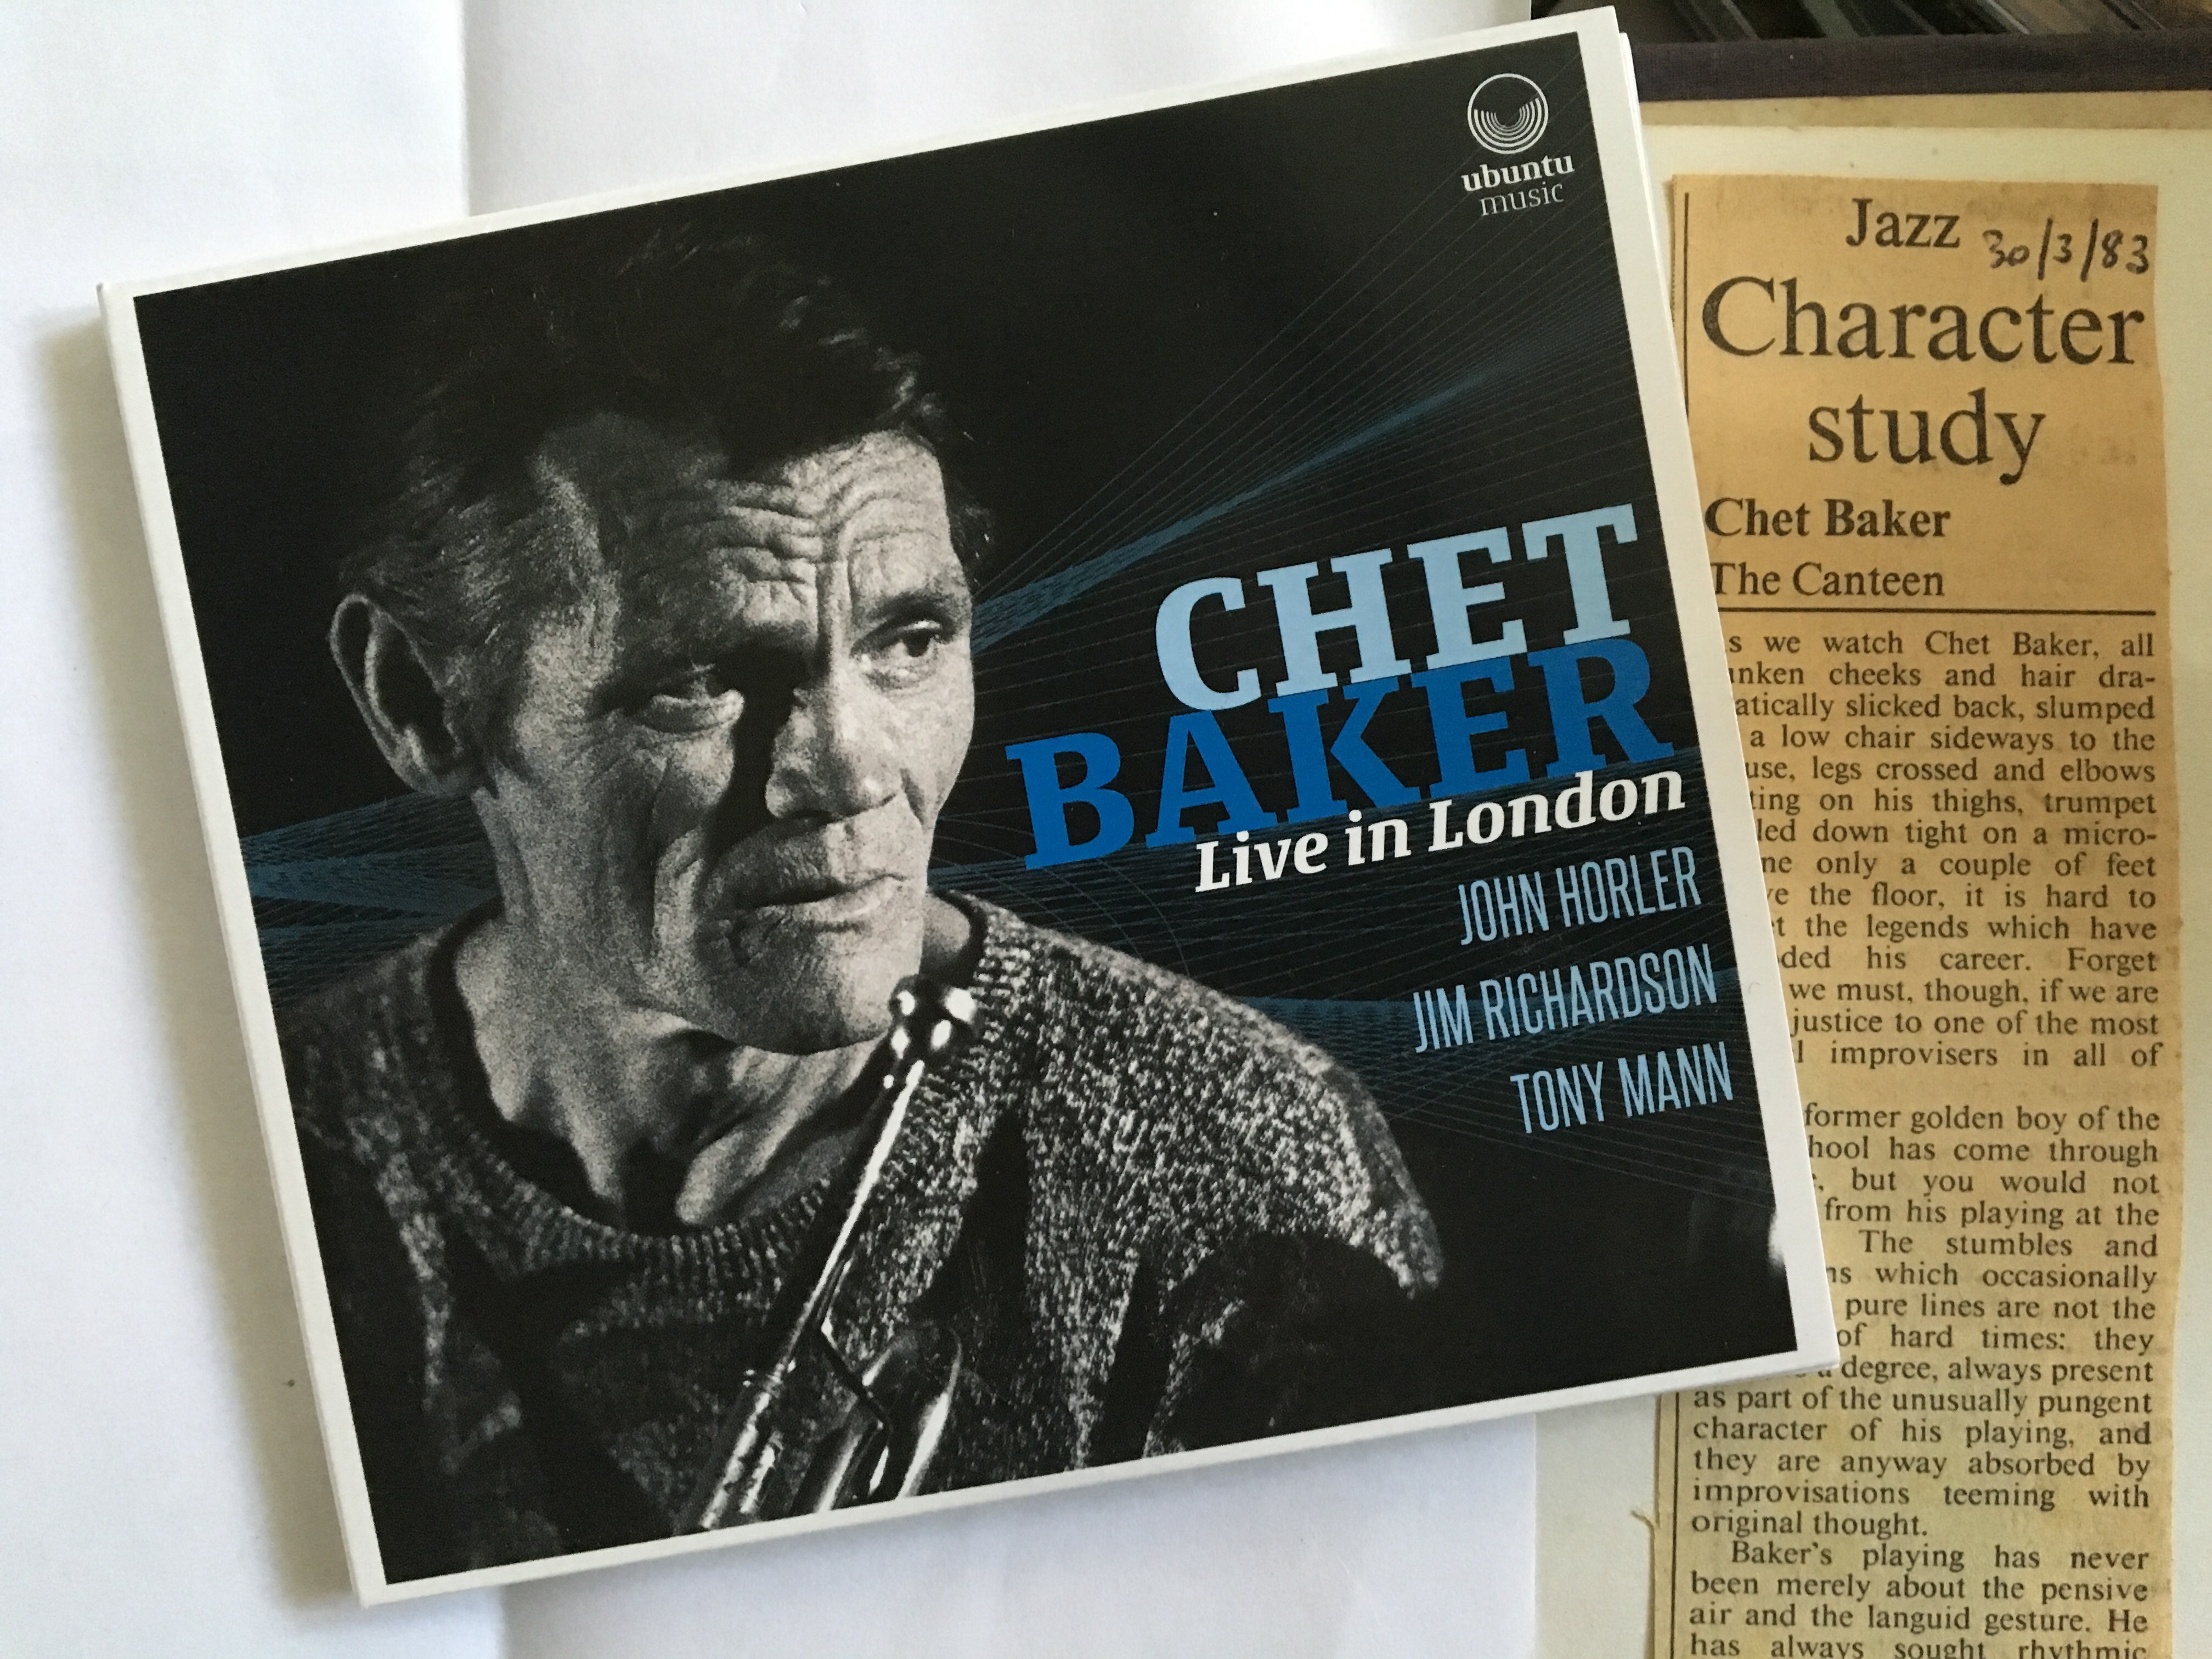 ubuntu
music
CHET
BAKER
Live in London
JOHN HORLER
JIM RICHARDSON
TONY MANN
Jazz 30/3/83
Character
study
Chet Baker
The Canteen
we watch Chet Baker, all
cheeks and hair dra-
slicked back, slumped
a low chair sideways to the
legs crossed and elbows
on his thighs, trumpet
down tight on a micro-
only a couple of feet
the floor, it is hard to
the legends which have
his career. Forget
we must, though, if we are
justice to one of the most
improvisers in all of
former golden boy of the
has come through
but you would not
from his playing at the
The stumbles and
which occasionally
pure lines are not the
of hard times: they
degree, always present
as part of the unusually pungent
character of his playing, and
they are anyway absorbed by
improvisations teeming with
original thought.
Baker's playing has never
been merely about the pensive
air and the languid gesture. He
has always sought rhythmic